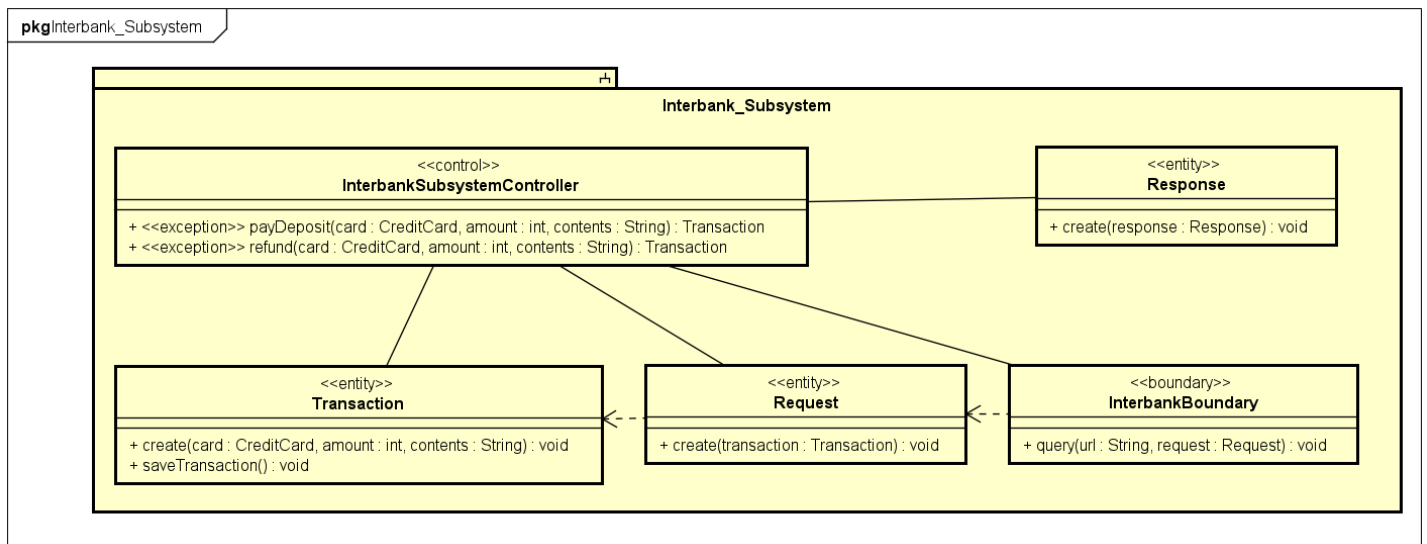 pkgInterbank_Subsystem
Interbank_Subsystem
<<control>>
InterbankSubsystemController
+ <<exception>> payDeposit(card : CreditCard, amount : int, contents : String) : Transaction
+ <<exception>> refund(card : CreditCard, amount : int, contents : String) : Transaction
<<entity>>
Response
+ create(response : Response) : void
<<entity>>
Transaction
+ create(card : CreditCard, amount : int, contents : String) : void
+ saveTransaction() : void
<<entity>>
Request
+ create(transaction : Transaction) : void
<<boundary>>
InterbankBoundary
+ query(url : String, request : Request) : void